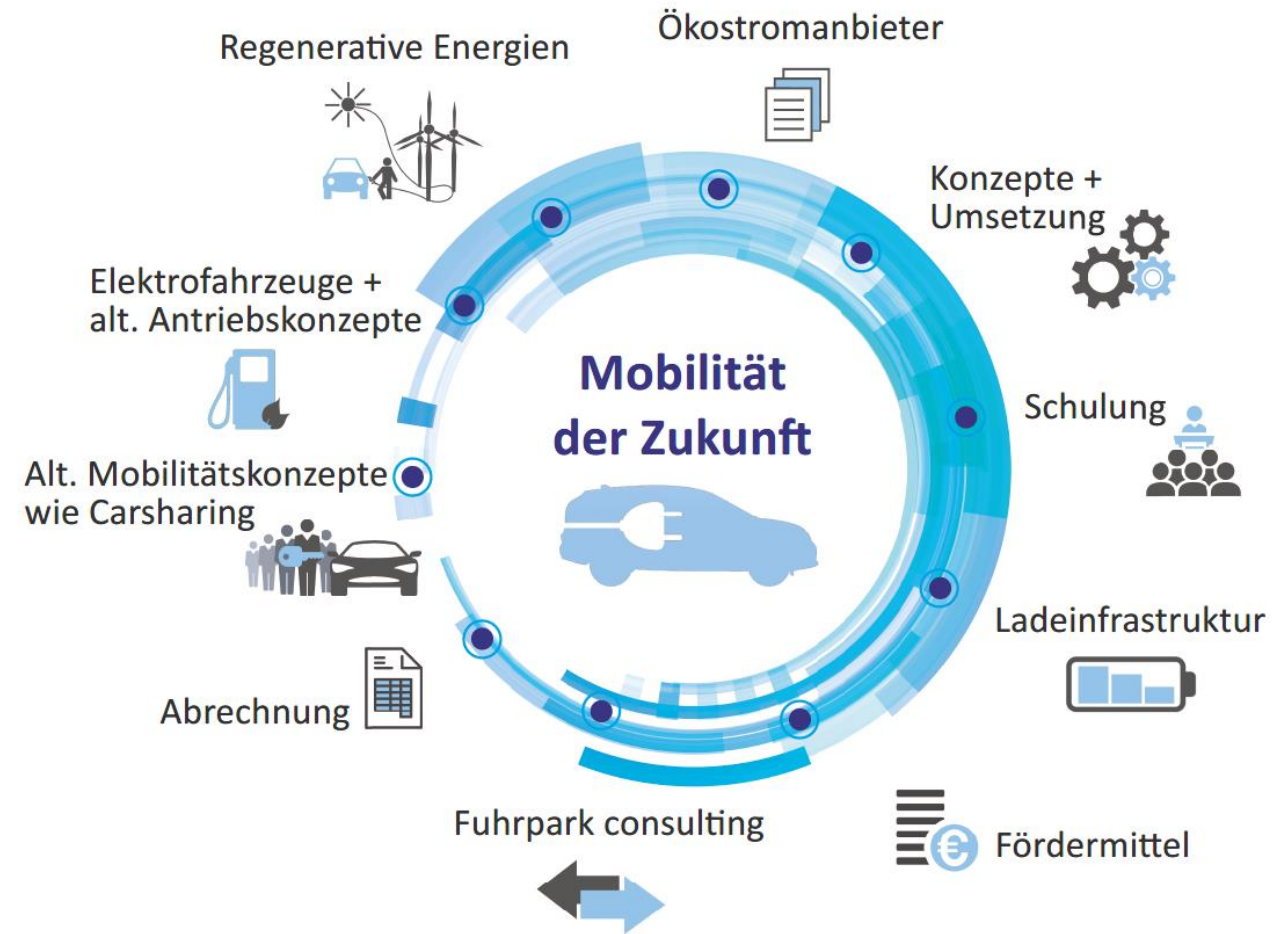 Ökostromanbieter
Regenerative Energien
Konzepte +
Umsetzung
Elektrofahrzeuge +
alt. Antriebskonzepte
Mobilität
der Zukunft
Schulung
Alt. Mobilitätskonzepte
wie Carsharing
Ladeinfrastruktur
Abrechnung
Fuhrpark consulting
€
Fördermittel